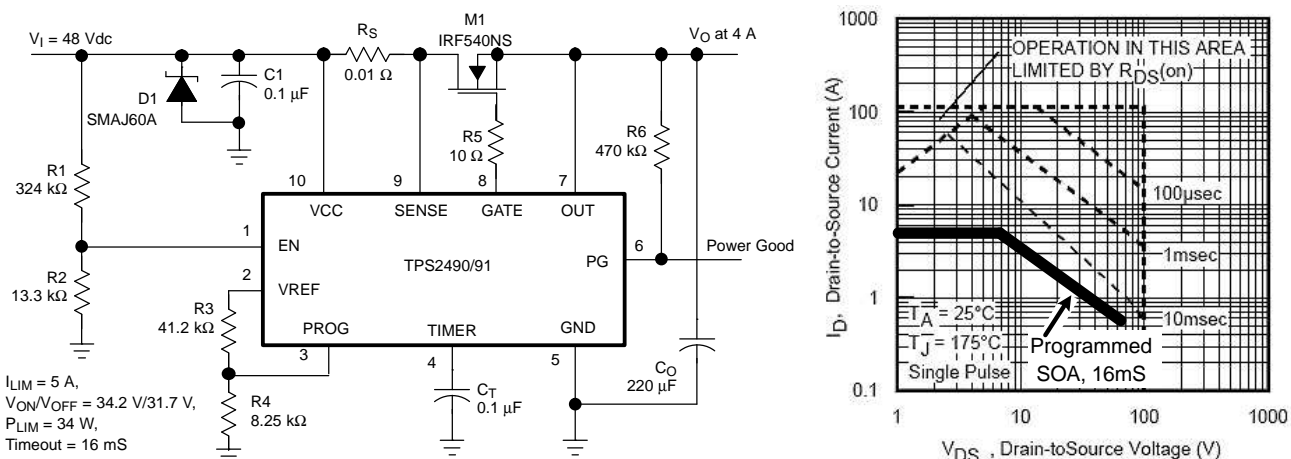 V_I = 48 Vdc
D1
SMAJ60A
C1
0.1 µF
R_S
0.01 Ω
M1
IRF540NS
V_O at 4 A
R5
10 Ω
R6
470 kΩ
R1
324 kΩ
10
9
8
7
VCC
SENSE
GATE
OUT
1
EN
TPS2490/91
PG
6
Power Good
R2
13.3 kΩ
2
VREF
R3
41.2 kΩ
PROG
TIMER
GND
3
4
5
R4
8.25 kΩ
C_T
0.1 µF
C_O
220 µF
I_LIM = 5 A,
V_ON/V_OFF = 34.2 V/31.7 V,
P_LIM = 34 W,
Timeout = 16 mS
I_D, Drain-to-Source Current (A)
1000
100
10
1
0.1
OPERATION IN THIS AREA
LIMITED BY R_DS(on)
100µsec
1msec
10msec
T_A = 25°C
T_J = 175°C
Single Pulse
Programmed
SOA, 16mS
1
10
100
1000
V_DS , Drain-toSource Voltage (V)